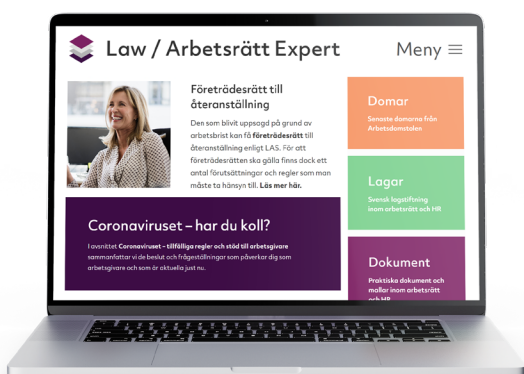 Law / Arbetsrätt Expert
Meny
Företrädesrätt till
återanställning
Den som blivit uppsagd på grund av
arbetsbrist kan få företrädesrätt till
återanställning enligt LAS. För att
företrädesrätten ska gälla finns dock ett
antal förutsättningar och regler som man
måste ta hänsyn till. Läs mer här.
Domar
Senaste domarna från
Arbetsdomstolen
Lagar
Svensk lagstiftning
inom arbetsrätt och HR
Coronaviruset – har du koll?
I avsnittet Coronaviruset – tillfälliga regler och stöd till arbetsgivare
sammanfattar vi de beslut och frågeställningar som påverkar dig som
arbetsgivare och som är aktuella just nu.
Dokument
Praktiska dokument och
mallar inom arbetsrätt
och HR